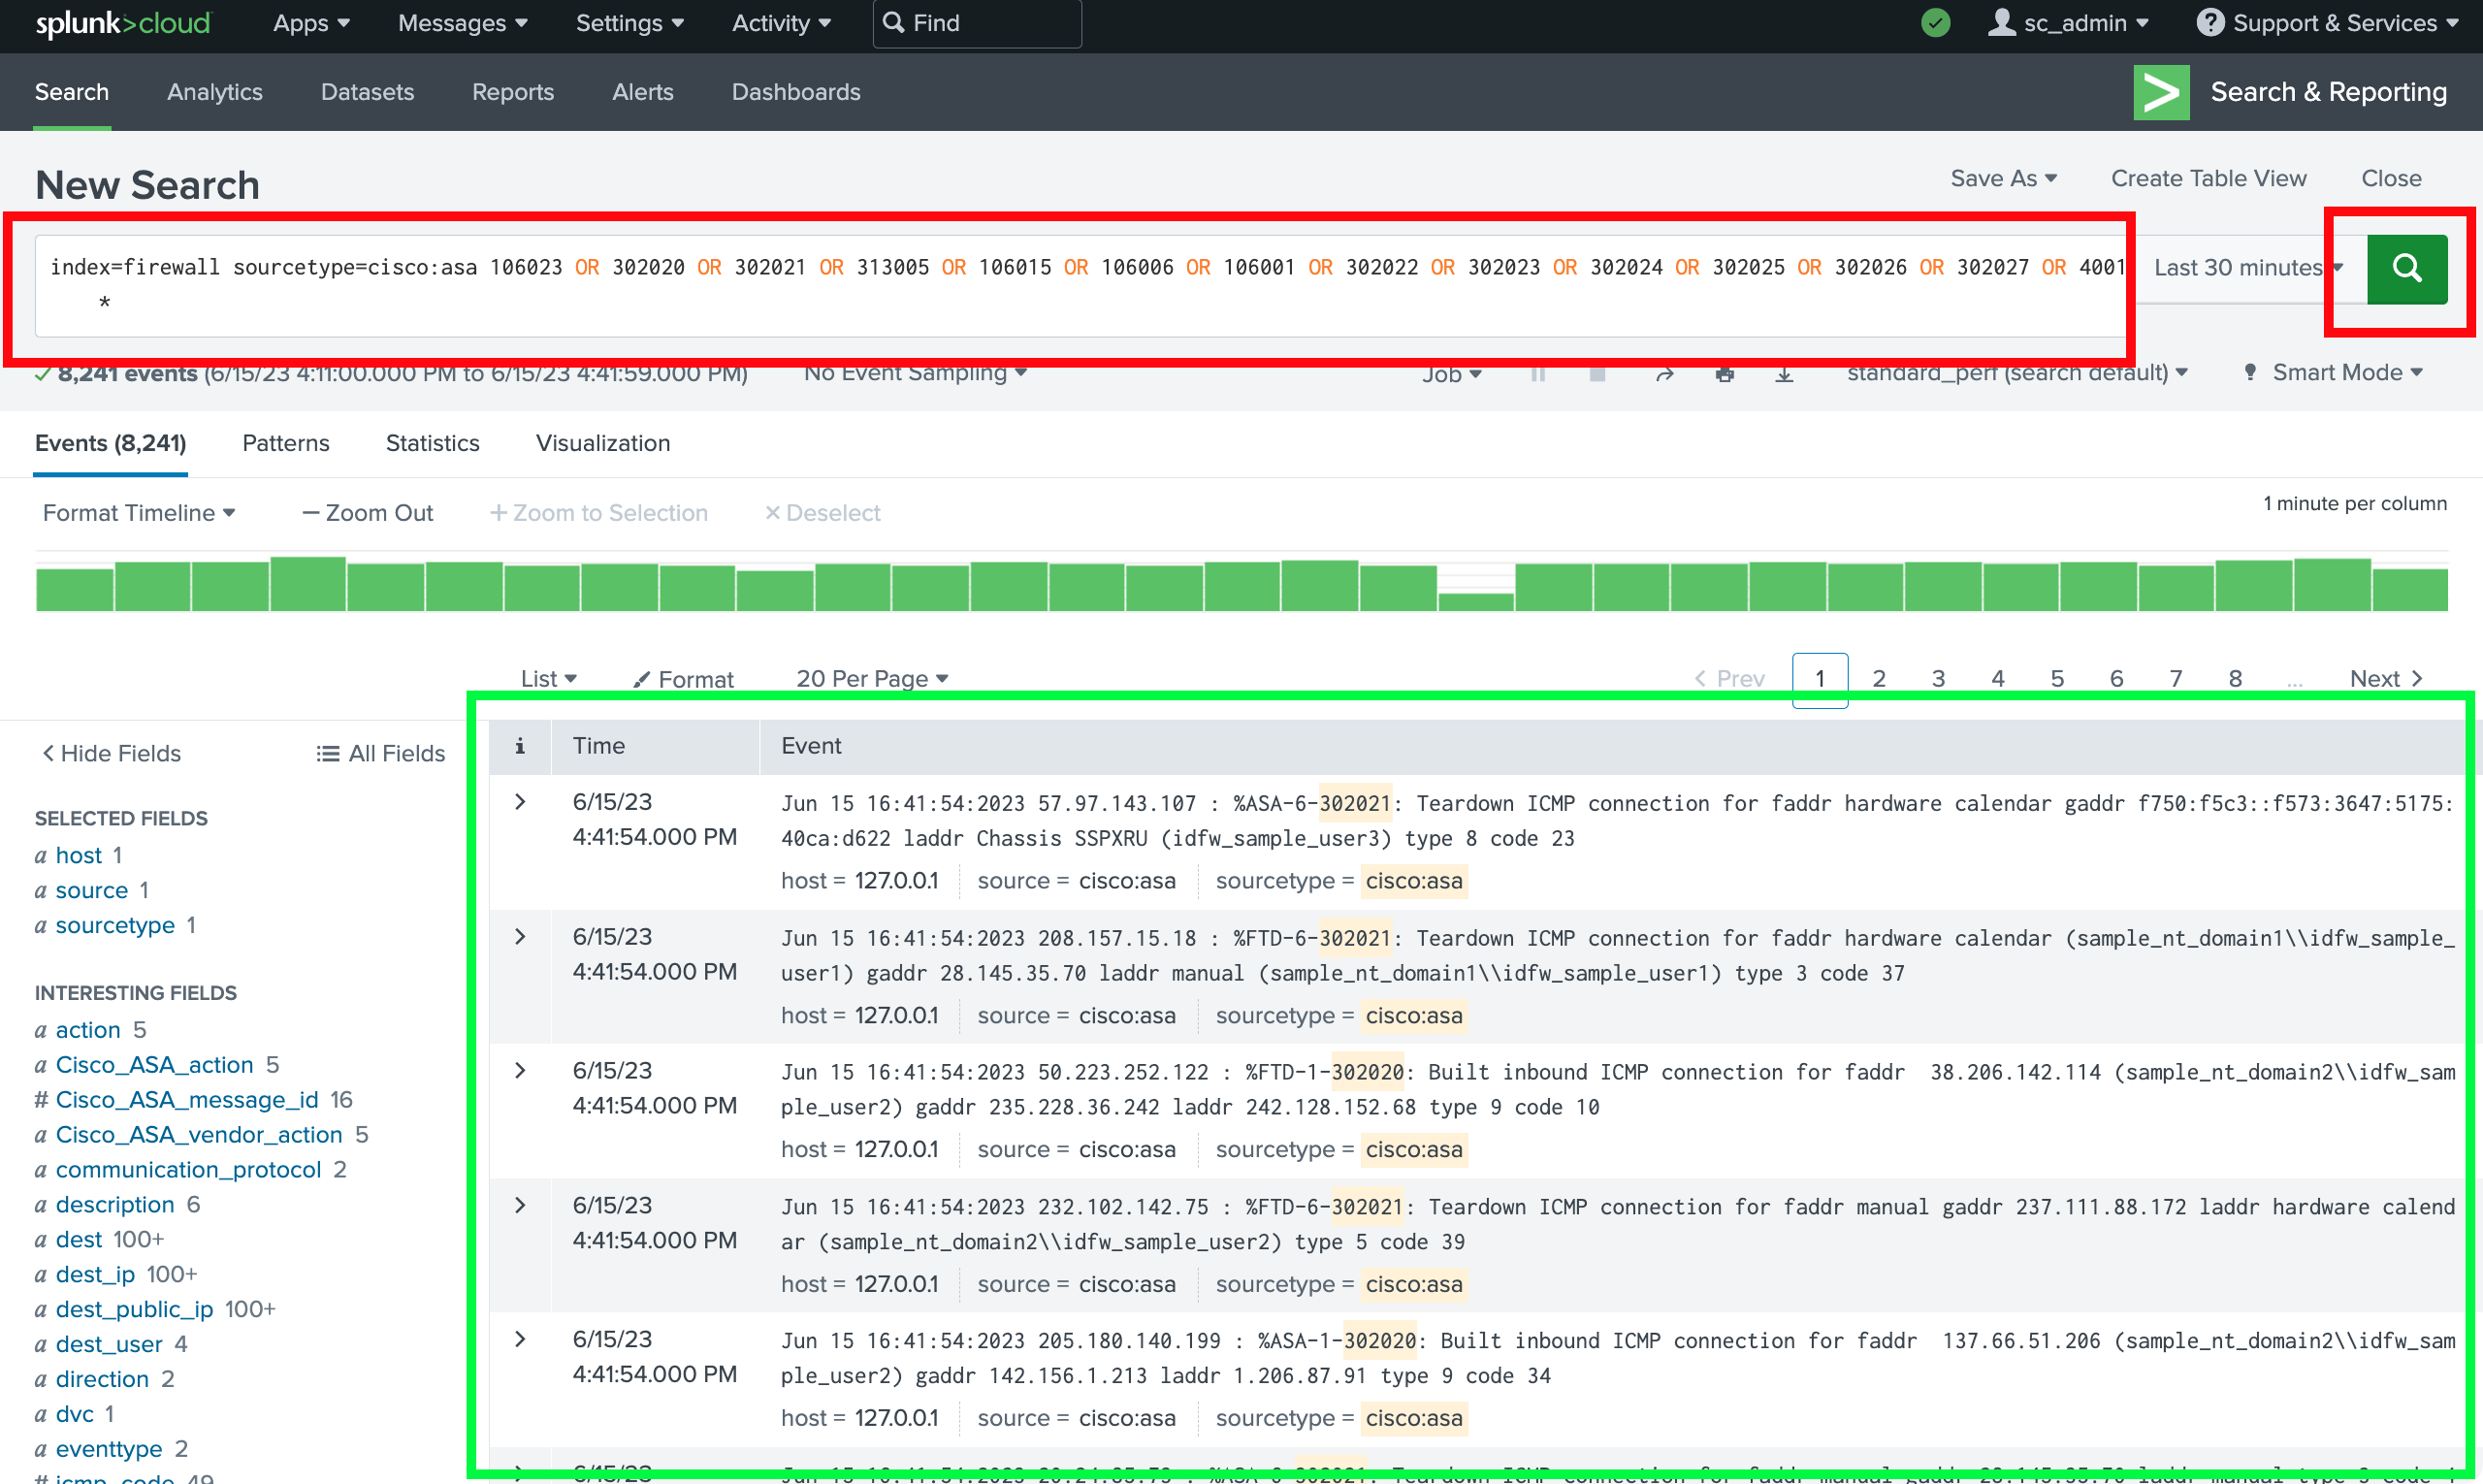 splunk>cloud Apps Messages Settings Activity Find sc_admin Support & Services
Search Analytics Datasets Reports Alerts Dashboards Search & Reporting
New Search Save As Create Table View Close
index=firewall sourcetype=cisco:asa 106023 OR 302020 OR 302021 OR 313005 OR 106015 OR 106006 OR 106001 OR 302022 OR 302023 OR 302024 OR 302025 OR 302026 OR 302027 OR 4001 Last 30 minutes
*
8,241 events (6/15/23 4:11:00.000 PM to 6/15/23 4:41:59.000 PM) No Event Sampling Job standard_perf (search default) Smart Mode
Events (8,241) Patterns Statistics Visualization
Format Timeline — Zoom Out + Zoom to Selection × Deselect 1 minute per column
List Format 20 Per Page < Prev 1 2 3 4 5 6 7 8 ... Next >
< Hide Fields All Fields
SELECTED FIELDS
a host 1
a source 1
a sourcetype 1
INTERESTING FIELDS
a action 5
a Cisco_ASA_action 5
# Cisco_ASA_message_id 16
a Cisco_ASA_vendor_action 5
a communication_protocol 2
a description 6
a dest 100+
a dest_ip 100+
a dest_public_ip 100+
a dest_user 4
a direction 2
a dvc 1
a eventtype 2
# icmp_code 49
i Time Event
6/15/23
4:41:54.000 PM
Jun 15 16:41:54:2023 57.97.143.107 : %ASA-6-302021: Teardown ICMP connection for faddr hardware calendar gaddr f750:f5c3::f573:3647:5175:
40ca:d622 laddr Chassis SSPXRU (idfw_sample_user3) type 8 code 23
host = 127.0.0.1 source = cisco:asa sourcetype = cisco:asa
6/15/23
4:41:54.000 PM
Jun 15 16:41:54:2023 208.157.15.18 : %FTD-6-302021: Teardown ICMP connection for faddr hardware calendar (sample_nt_domain1\\idfw_sample_
user1) gaddr 28.145.35.70 laddr manual (sample_nt_domain1\\idfw_sample_user1) type 3 code 37
host = 127.0.0.1 source = cisco:asa sourcetype = cisco:asa
6/15/23
4:41:54.000 PM
Jun 15 16:41:54:2023 50.223.252.122 : %FTD-1-302020: Built inbound ICMP connection for faddr 38.206.142.114 (sample_nt_domain2\\idfw_sam
ple_user2) gaddr 235.228.36.242 laddr 242.128.152.68 type 9 code 10
host = 127.0.0.1 source = cisco:asa sourcetype = cisco:asa
6/15/23
4:41:54.000 PM
Jun 15 16:41:54:2023 232.102.142.75 : %FTD-6-302021: Teardown ICMP connection for faddr manual gaddr 237.111.88.172 laddr hardware calend
ar (sample_nt_domain2\\idfw_sample_user2) type 5 code 39
host = 127.0.0.1 source = cisco:asa sourcetype = cisco:asa
6/15/23
4:41:54.000 PM
Jun 15 16:41:54:2023 205.180.140.199 : %ASA-1-302020: Built inbound ICMP connection for faddr 137.66.51.206 (sample_nt_domain2\\idfw_sam
ple_user2) gaddr 142.156.1.213 laddr 1.206.87.91 type 9 code 34
host = 127.0.0.1 source = cisco:asa sourcetype = cisco:asa